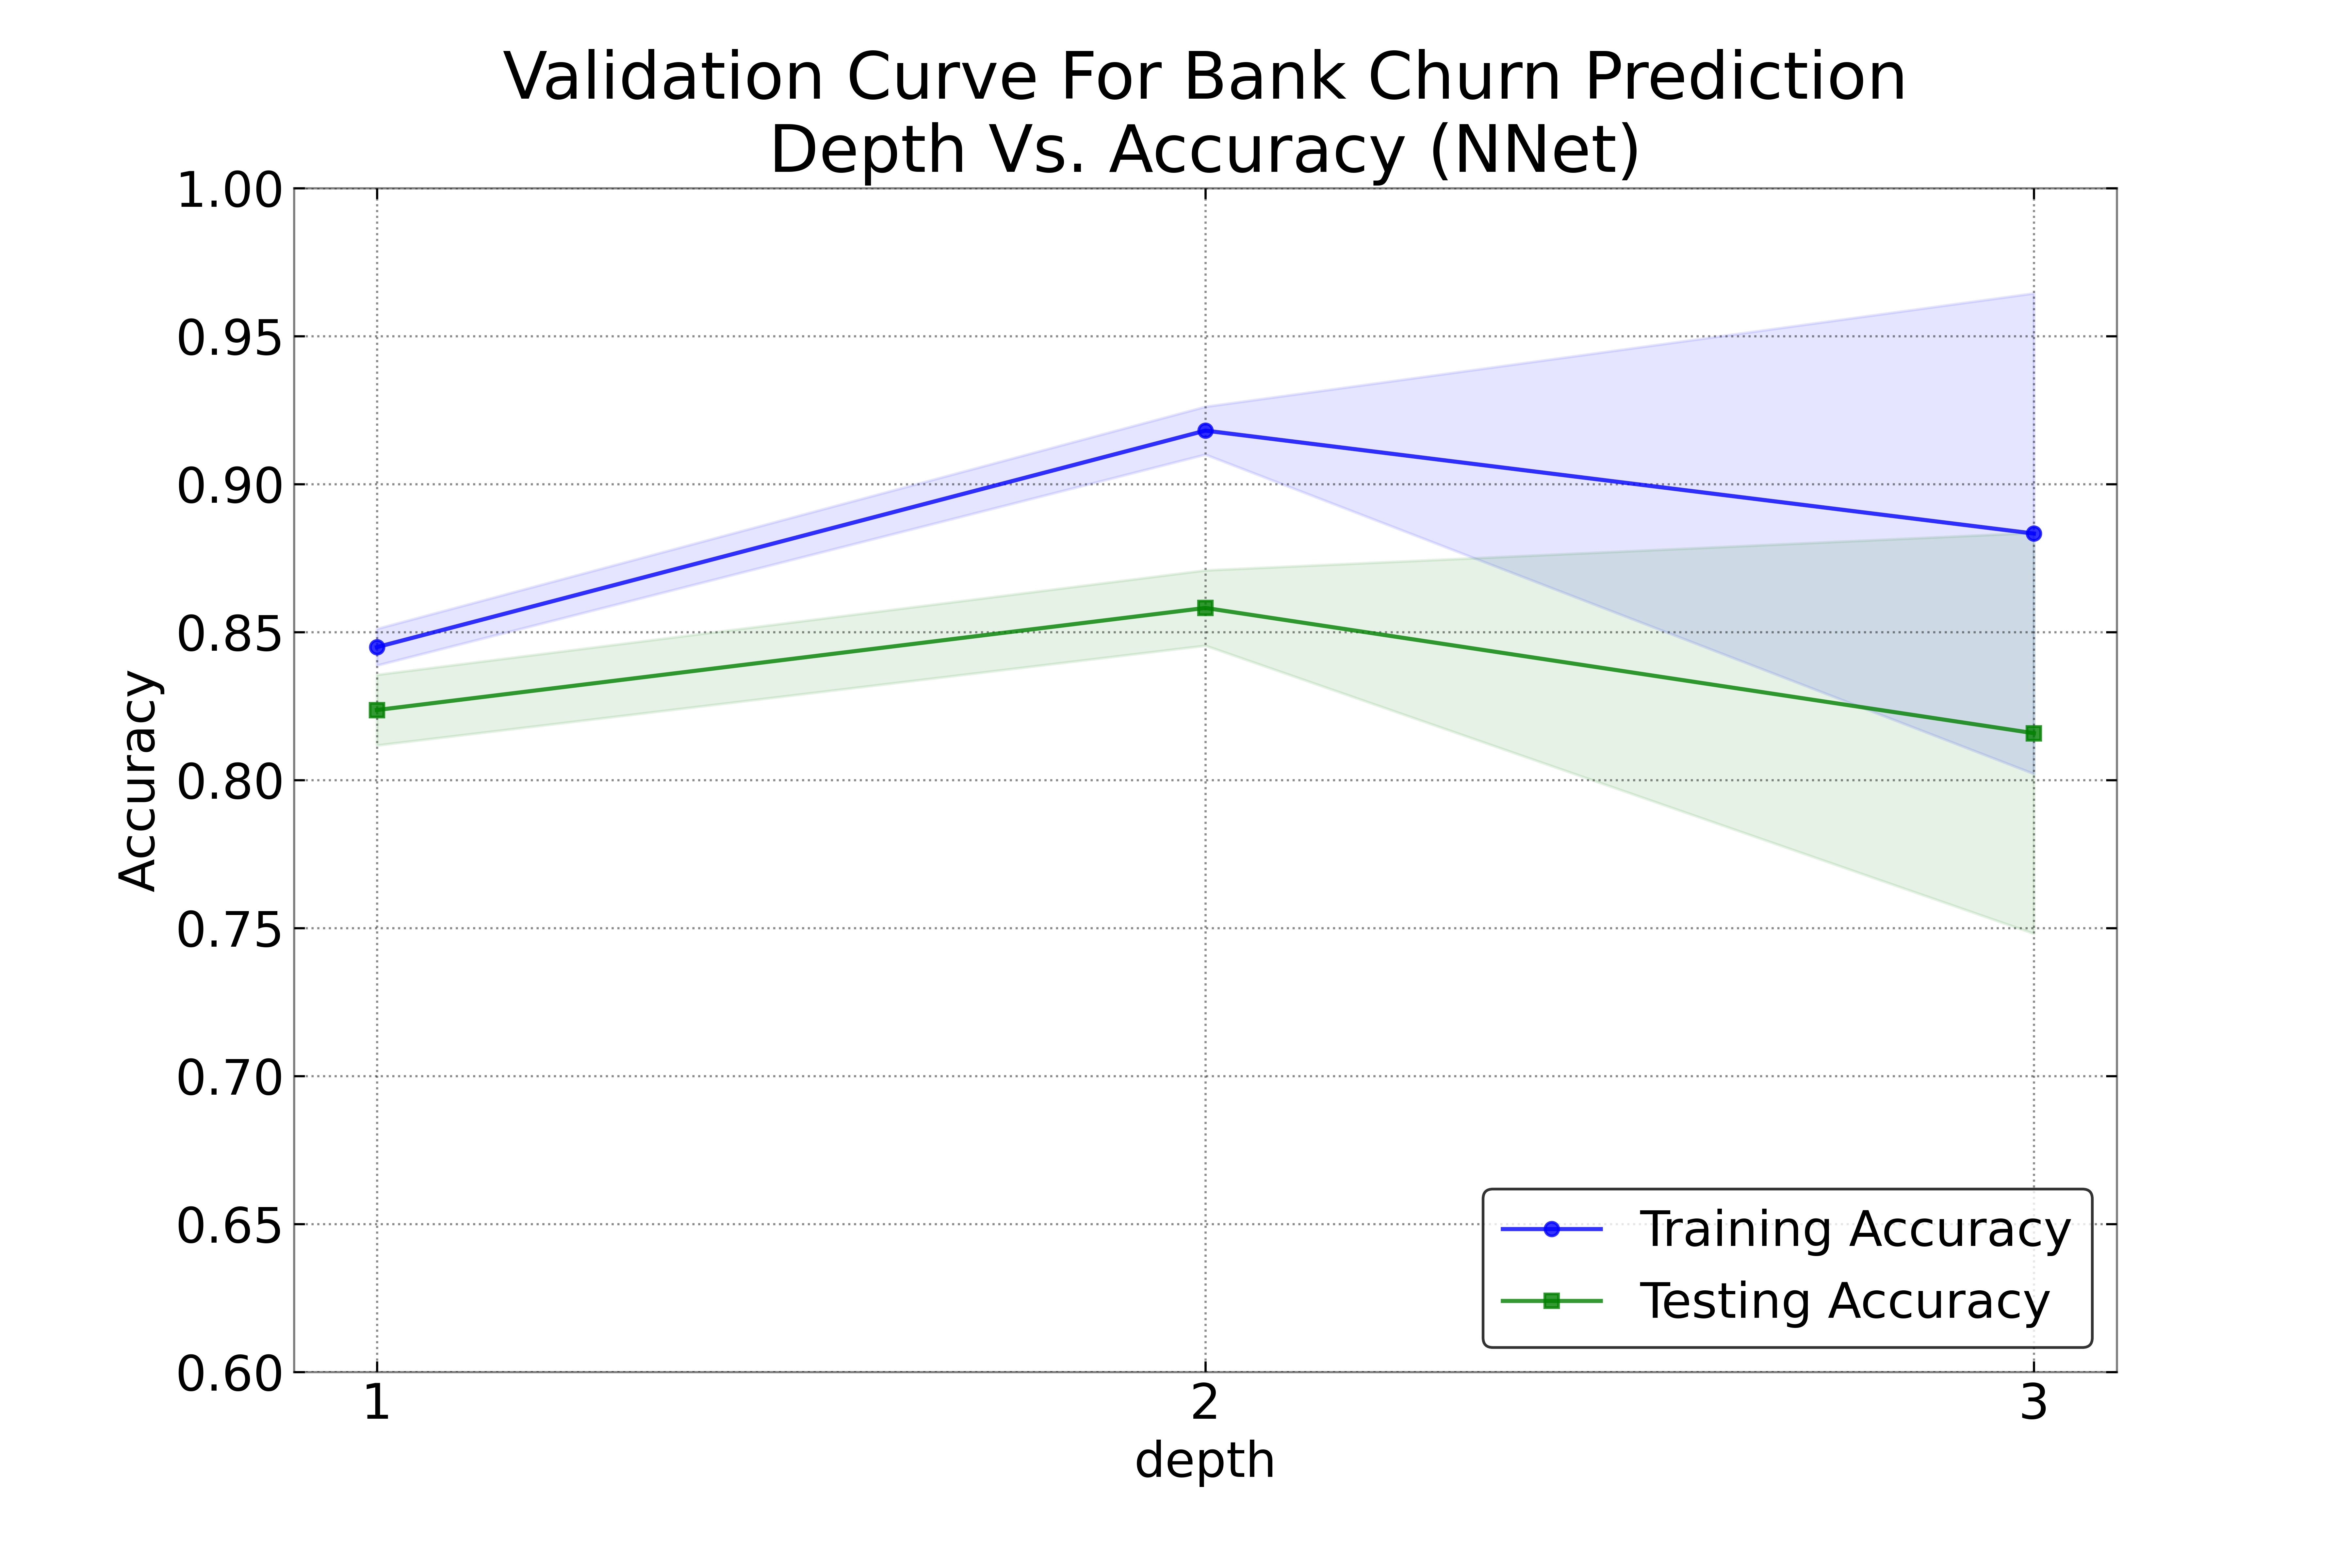 Validation Curve For Bank Churn Prediction
Depth Vs. Accuracy (NNet)
1.00
0.95
0.90
0.85
0.80
0.75
0.70
0.65
0.60
Accuracy
1 2 3
depth
Training Accuracy
Testing Accuracy